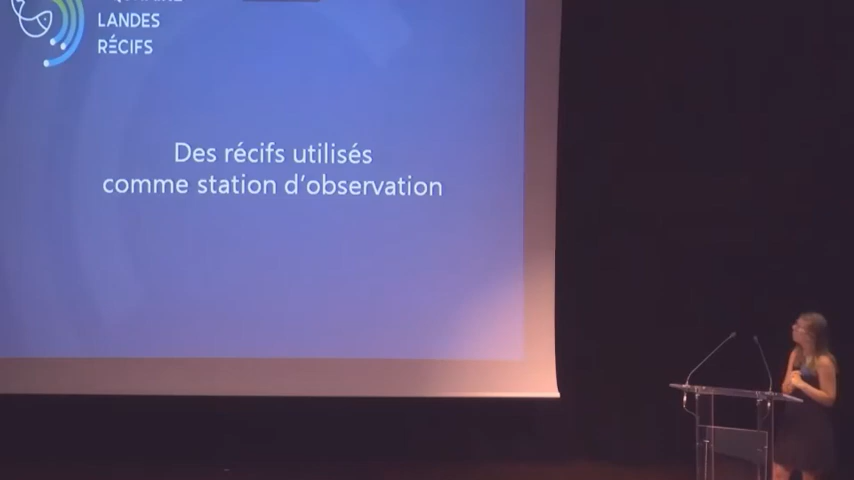 LANDES
RÉCIFS
Des récifs utilisés
comme station d'observation